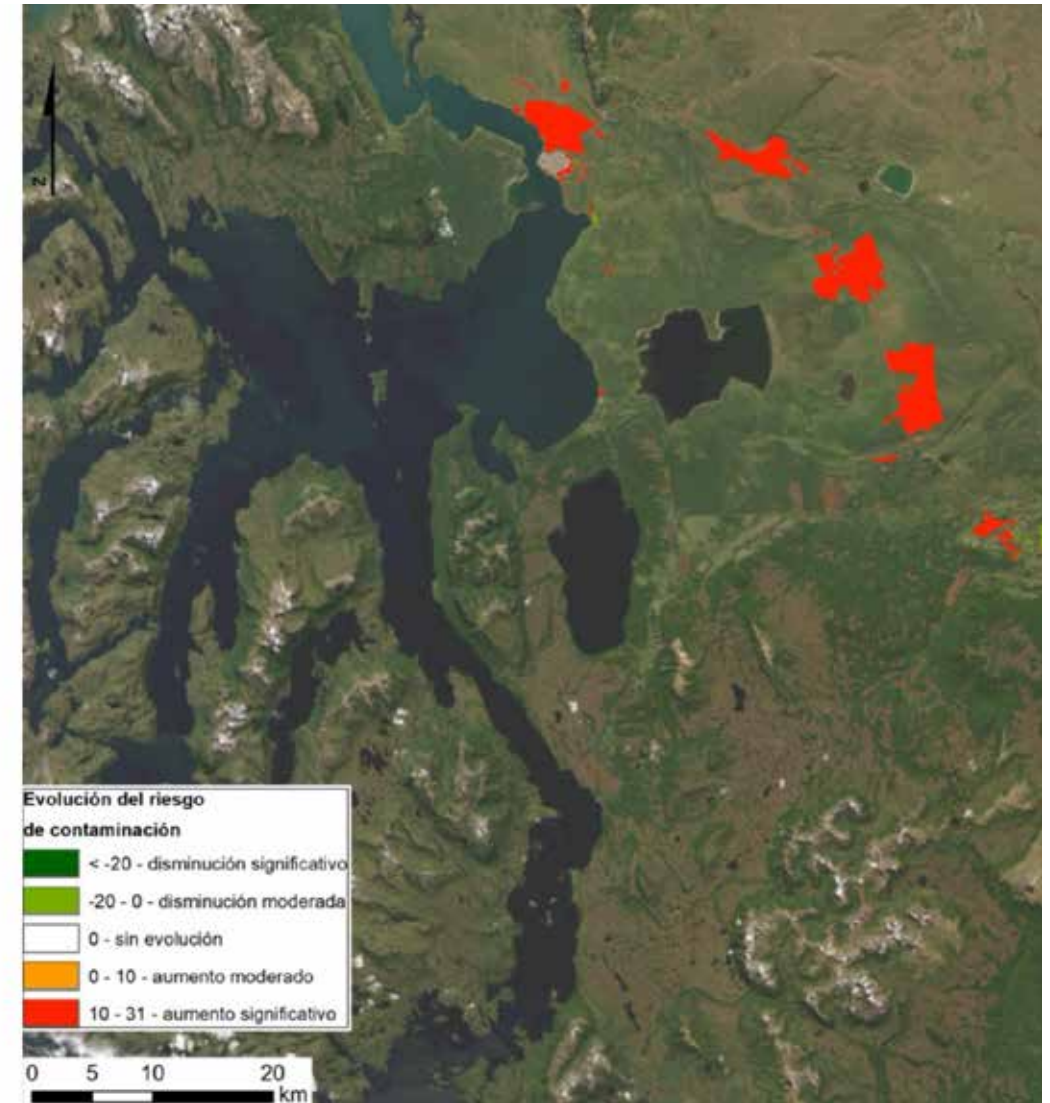 N
Evolución del riesgo
de contaminación
< -20 - disminución significativo
-20 - 0 - disminución moderada
0 - sin evolución
0 - 10 - aumento moderado
10 - 31 - aumento significativo
0 5 10 20
km